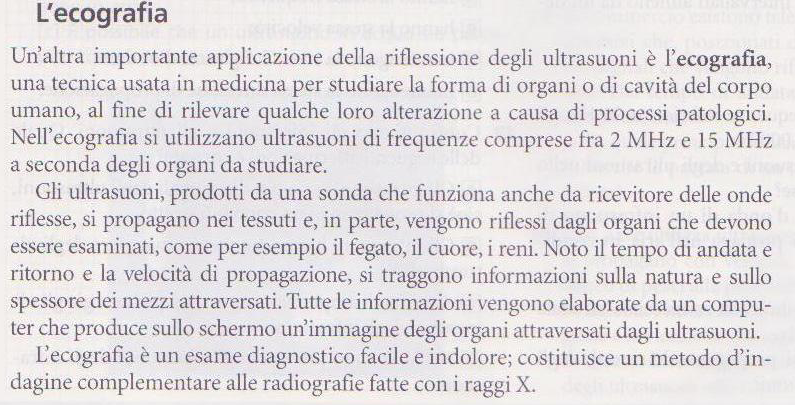 L'ecografia
Un'altra importante applicazione della riflessione degli ultrasuoni è l'ecografia,
una tecnica usata in medicina per studiare la forma di organi o di cavità del corpo
umano, al fine di rilevare qualche loro alterazione a causa di processi patologici.
Nell'ecografia si utilizzano ultrasuoni di frequenze comprese fra 2 MHz e 15 MHz
a seconda degli organi da studiare.
Gli ultrasuoni, prodotti da una sonda che funziona anche da ricevitore delle onde
riflesse, si propagano nei tessuti e, in parte, vengono riflessi dagli organi che devono
essere esaminati, come per esempio il fegato, il cuore, i reni. Noto il tempo di andata e
ritorno e la velocità di propagazione, si traggono informazioni sulla natura e sullo
spessore dei mezzi attraversati. Tutte le informazioni vengono elaborate da un compu-
ter che produce sullo schermo un'immagine degli organi attraversati dagli ultrasuoni.
L'ecografia è un esame diagnostico facile e indolore; costituisce un metodo d'in-
dagine complementare alle radiografie fatte con i raggi X.